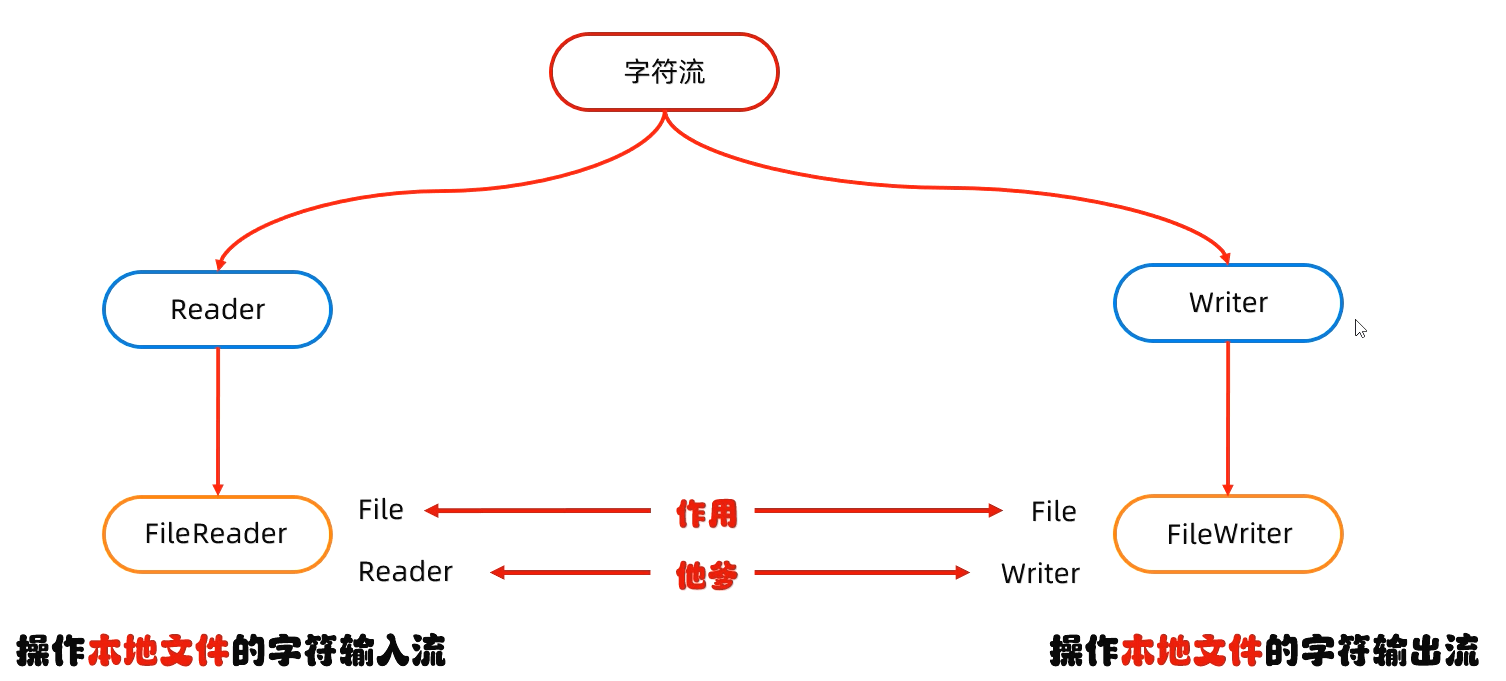 字符流
Reader
Writer
FileReader
File
作用
File
FileWriter
Reader
他爹
Writer
操作本地文件的字符输入流
操作本地文件的字符输出流